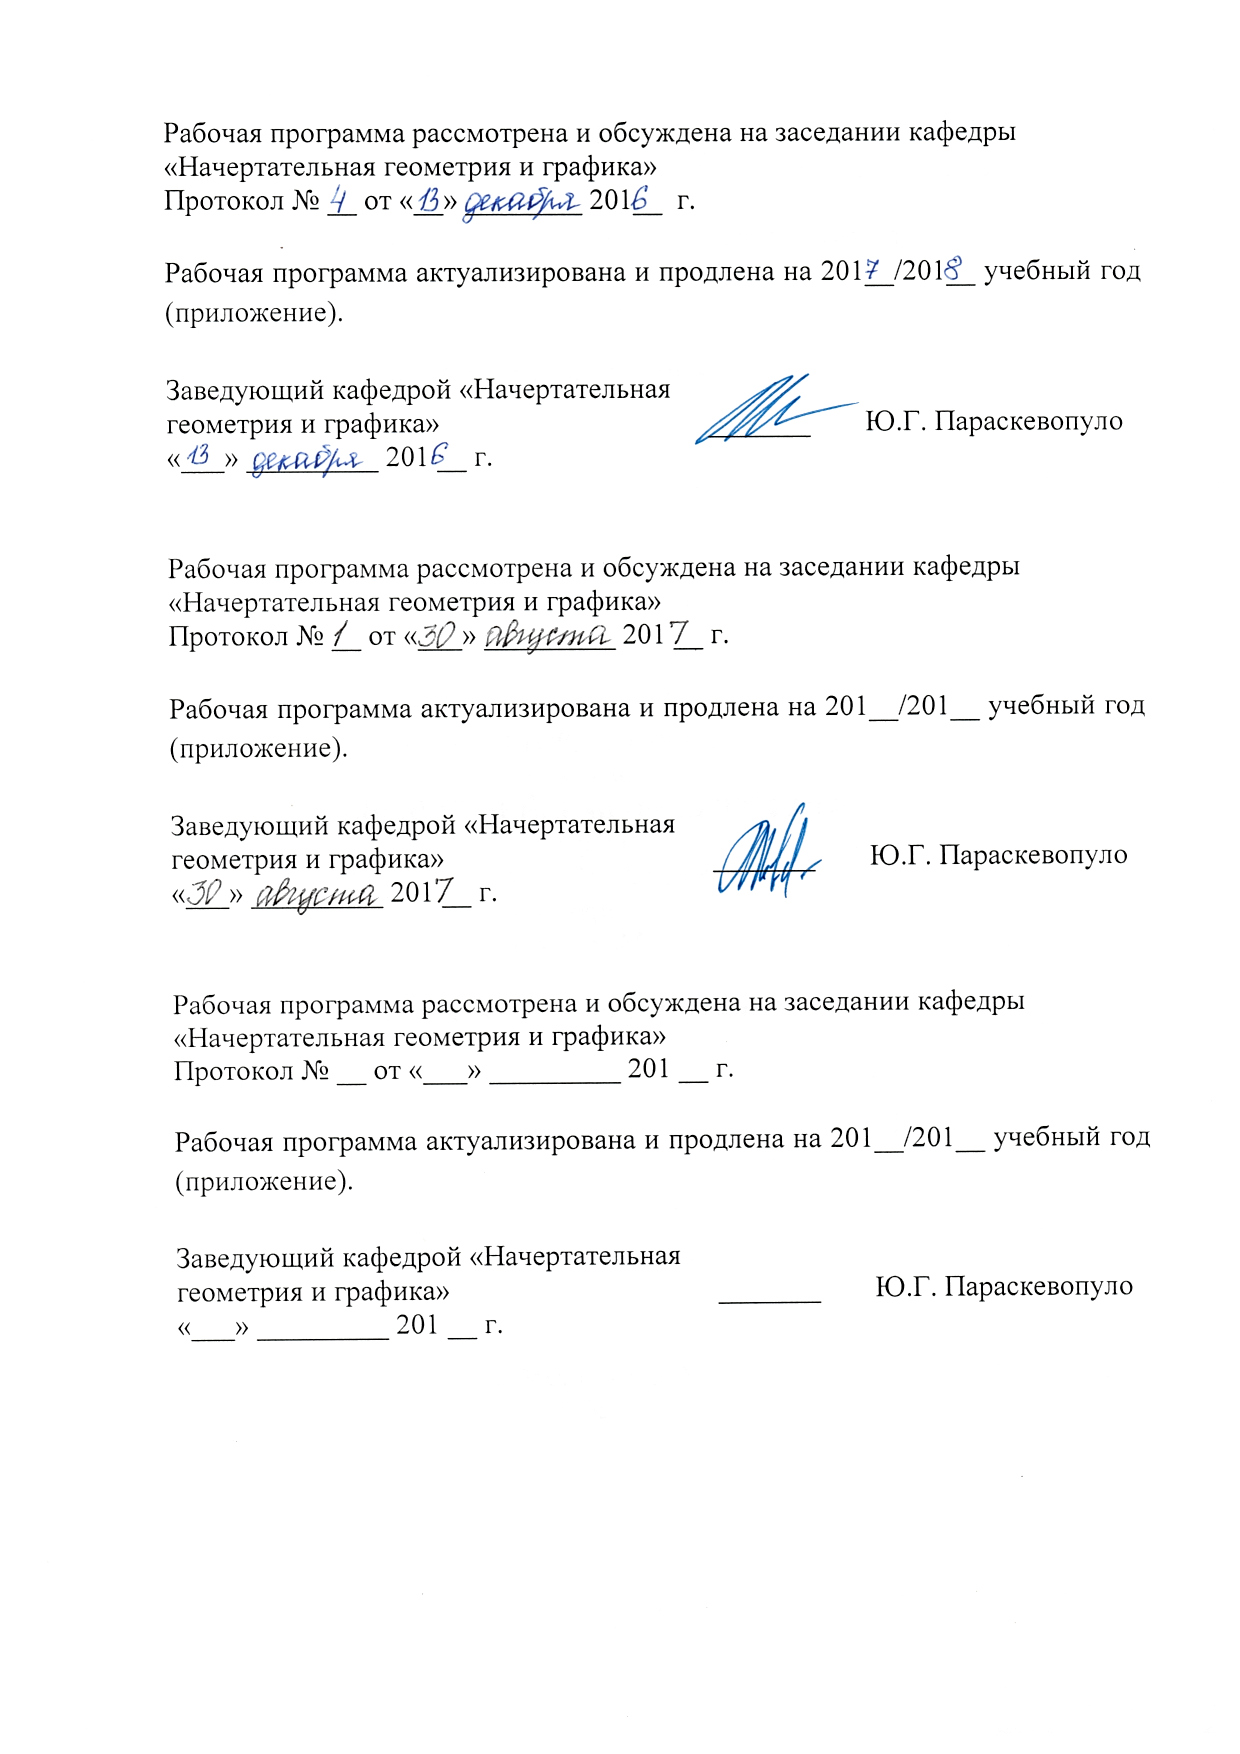 Рабочая программа рассмотрена и обсуждена на заседании кафедры
«Начертательная геометрия и графика»
Протокол № 4 от «13» декабря 2016 г.
Рабочая программа актуализирована и продлена на 2017/2018 учебный год
(приложение).
Заведующий кафедрой «Начертательная
геометрия и графика» Ю.Г. Параскевопуло
«13» декабря 2016 г.
Рабочая программа рассмотрена и обсуждена на заседании кафедры
«Начертательная геометрия и графика»
Протокол № 1 от «30» августа 2017 г.
Рабочая программа актуализирована и продлена на 201__/201__ учебный год
(приложение).
Заведующий кафедрой «Начертательная
геометрия и графика» Ю.Г. Параскевопуло
«30» августа 2017 г.
Рабочая программа рассмотрена и обсуждена на заседании кафедры
«Начертательная геометрия и графика»
Протокол № __ от «___» _________ 201 __ г.
Рабочая программа актуализирована и продлена на 201__/201__ учебный год
(приложение).
Заведующий кафедрой «Начертательная
геометрия и графика» _______ Ю.Г. Параскевопуло
«___» _________ 201 __ г.